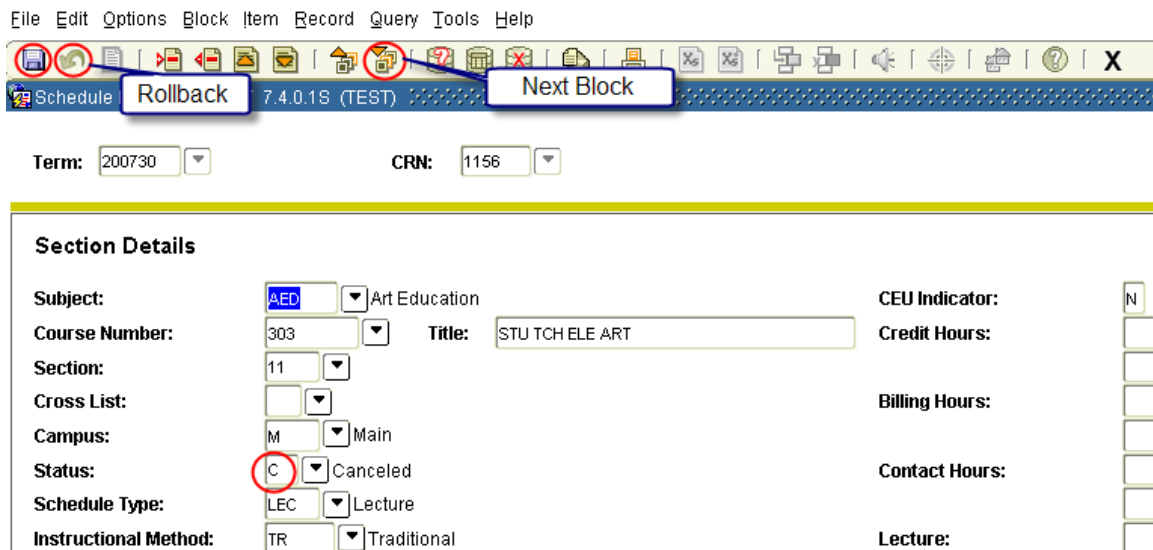 File Edit Options Block Item Record Query Tools Help
Rollback
Next Block
Schedule 7.4.0.1S (TEST)
Term: 200730 CRN: 1156
Section Details
Subject: AED Art Education CEU Indicator: N
Course Number: 303 Title: STU TCH ELE ART Credit Hours:
Section: 11
Cross List: Billing Hours:
Campus: M Main
Status: C Canceled Contact Hours:
Schedule Type: LEC Lecture
Instructional Method: TR Traditional Lecture: